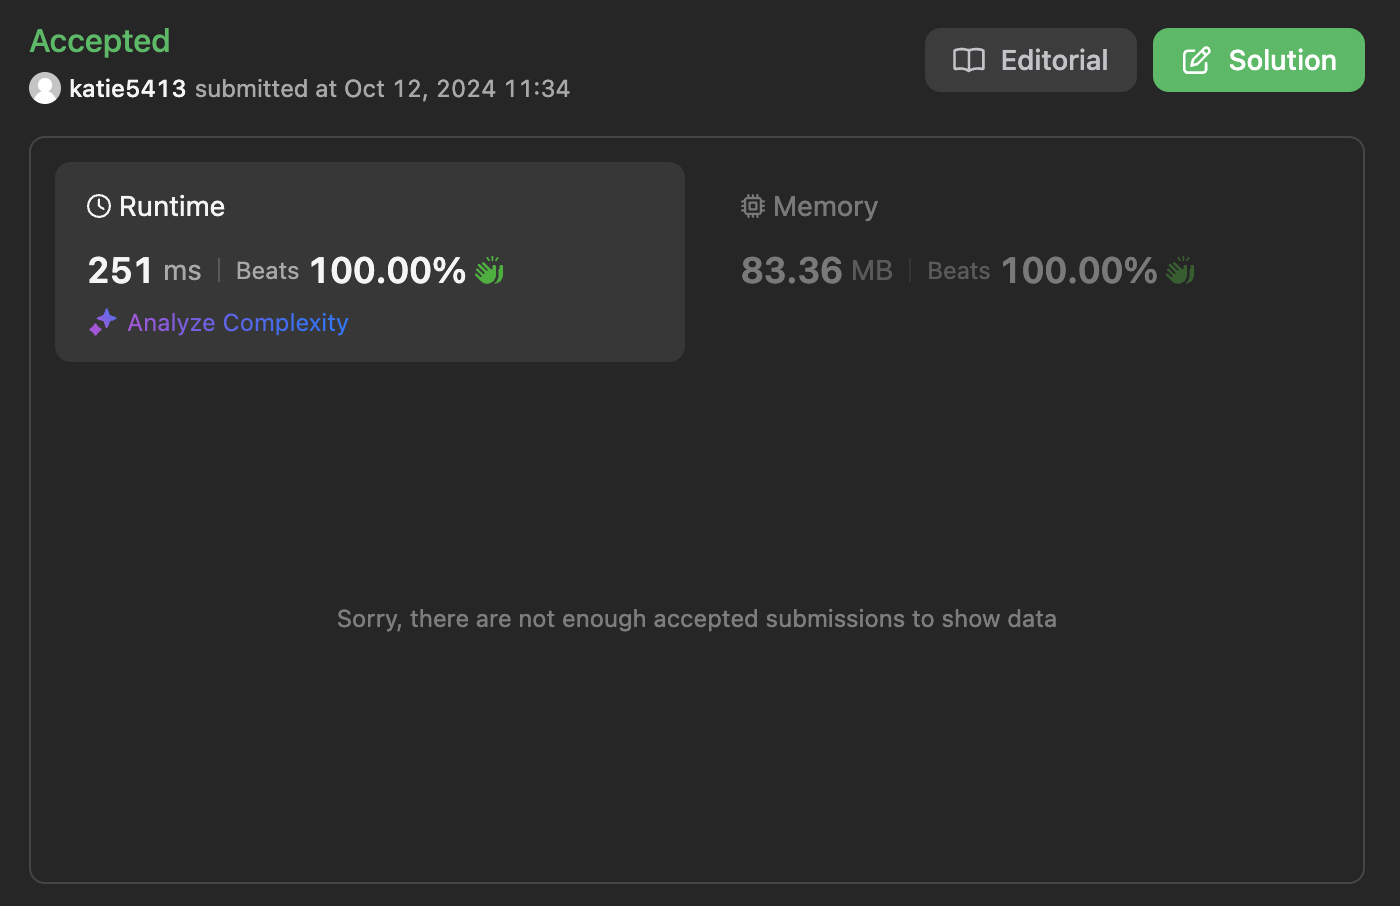 Accepted
katie5413 submitted at Oct 12, 2024 11:34
Editorial
Solution
Runtime
251 ms | Beats 100.00%
Analyze Complexity
Memory
83.36 MB | Beats 100.00%
Sorry, there are not enough accepted submissions to show data